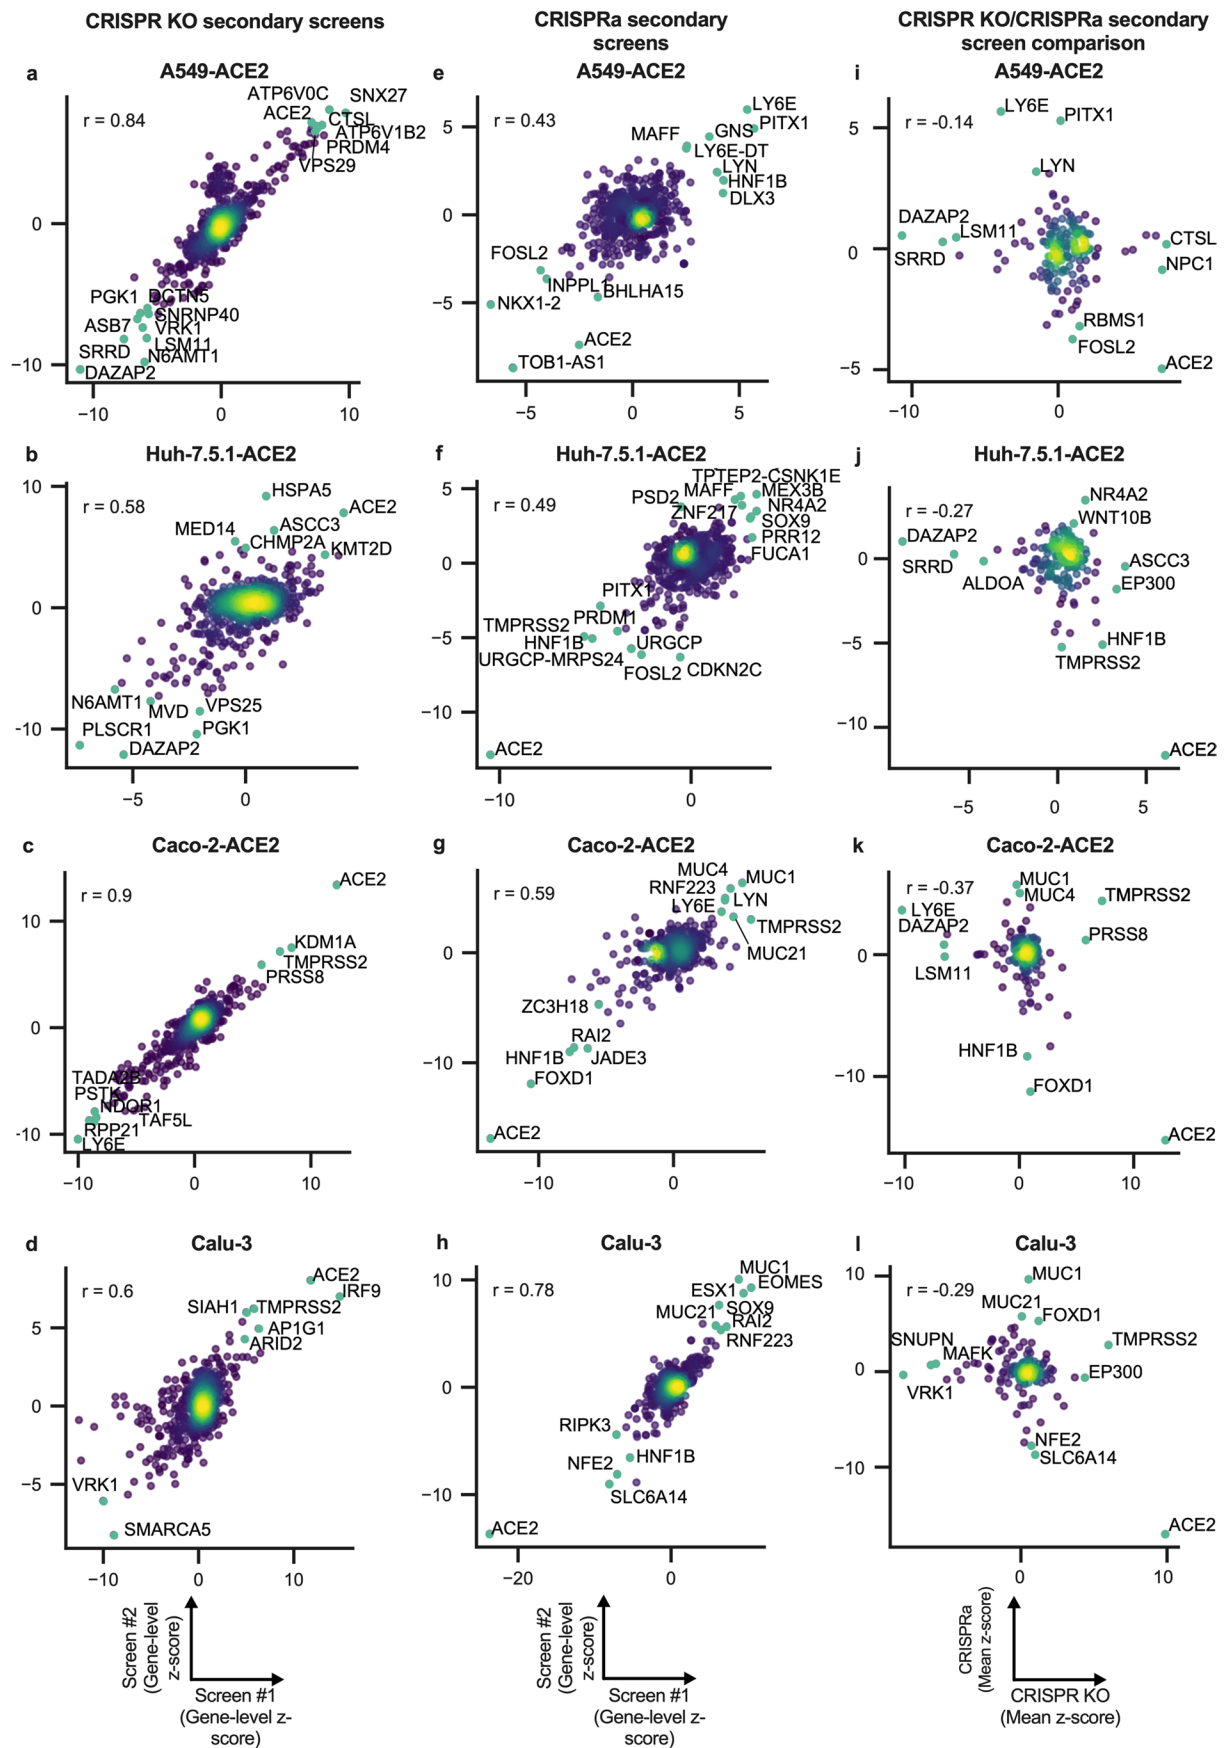 CRISPR KO secondary screens
CRISPRa secondary
screens
CRISPR KO/CRISPRa secondary
screen comparison
a
A549-ACE2
r = 0.84
ATP6V0C
SNX27
ACE2
CTSL
ATP6V1B2
PRDM4
VPS29
PGK1
DCTN5
SNRNP40
ASB7
VRK1
LSM11
SRRD
N6AMT1
DAZAP2
0
−10
−10
0
10
e
A549-ACE2
r = 0.43
LY6E
PITX1
MAFF
GNS
LY6E-DT
LYN
HNF1B
DLX3
FOSL2
INPPL1
BHLHA15
NKX1-2
ACE2
TOB1-AS1
5
0
−5
−5
0
5
i
A549-ACE2
r = -0.14
LY6E
PITX1
LYN
DAZAP2
LSM11
SRRD
CTSL
NPC1
RBMS1
FOSL2
ACE2
5
0
−5
−10
0
b
Huh-7.5.1-ACE2
r = 0.58
HSPA5
ACE2
MED14
ASCC3
CHMP2A
KMT2D
N6AMT1
MVD
VPS25
PLSCR1
PGK1
DAZAP2
10
0
-10
−5
0
f
Huh-7.5.1-ACE2
r = 0.49
TPTEP2-CSNK1E
PSD2
MAFF
MEX3B
NR4A2
ZNF217
SOX9
PRR12
FUCA1
PITX1
PRDM1
TMPRSS2
HNF1B
URGCP
URGCP-MRPS24
FOSL2
CDKN2C
ACE2
5
0
−5
−10
−10
0
j
Huh-7.5.1-ACE2
r = -0.27
NR4A2
WNT10B
DAZAP2
SRRD
ALDOA
ASCC3
EP300
HNF1B
TMPRSS2
ACE2
5
0
−5
−10
−5
0
5
c
Caco-2-ACE2
r = 0.9
ACE2
KDM1A
TMPRSS2
PRSS8
TADA2B
PSTK
NDOR1
TAF5L
RPP21
LY6E
10
0
-10
−10
0
10
g
Caco-2-ACE2
r = 0.59
MUC4
MUC1
RNF223
LYN
LY6E
TMPRSS2
MUC21
ZC3H18
RAI2
HNF1B
JADE3
FOXD1
ACE2
0
−10
−10
0
k
Caco-2-ACE2
r = -0.37
MUC1
MUC4
TMPRSS2
LY6E
DAZAP2
PRSS8
LSM11
HNF1B
FOXD1
ACE2
0
−10
−10
0
10
d
Calu-3
r = 0.6
ACE2
IRF9
SIAH1
TMPRSS2
AP1G1
ARID2
VRK1
SMARCA5
5
0
−5
−10
0
10
h
Calu-3
r = 0.78
MUC1
EOMES
ESX1
SOX9
MUC21
RAI2
RNF223
RIPK3
HNF1B
NFE2
SLC6A14
ACE2
10
0
−10
−20
0
l
Calu-3
r = -0.29
MUC1
MUC21
FOXD1
SNUPN
MAFK
TMPRSS2
EP300
VRK1
NFE2
SLC6A14
ACE2
10
0
−10
0
10
Screen #2
(Gene-level
z-score)
Screen #1
(Gene-level z-
score)
Screen #2
(Gene-level
z-score)
Screen #1
(Gene-level z-
score)
CRISPRa
(Mean z-score)
CRISPR KO
(Mean z-score)